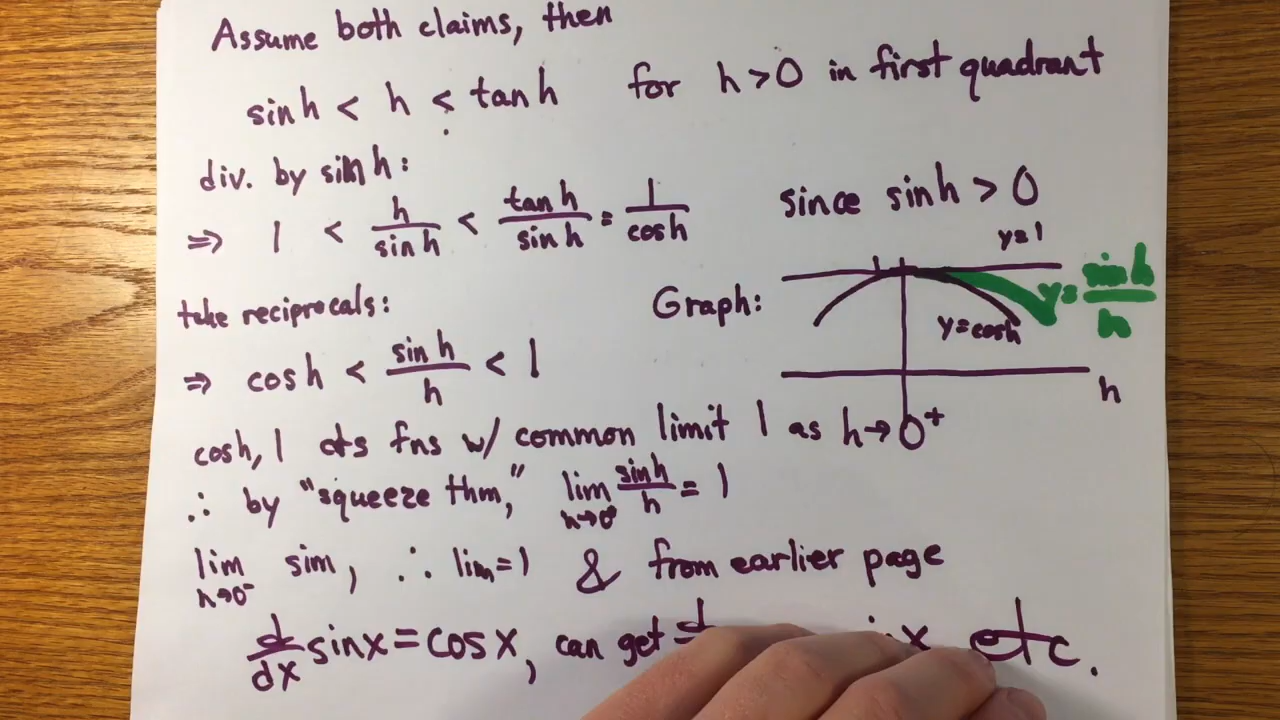 Assume both claims, then
sin h < h < tan h for h > 0 in first quadrant
div. by sin h: since sin h > 0
⇒ 1 < h/sin h < tan h/sin h = 1/cos h
take reciprocals:
⇒ cos h < sin h/h < 1
Graph:
y=1
y = sin h/h
y = cos h
h
cosh, 1 cts fns w/ common limit 1 as h→0⁺
∴ by "squeeze thm," lim h→0⁺ sin h/h = 1
lim h→0⁻ sim, ∴ lim=1 & from earlier page
d/dx sin x = cos x, can get etc.